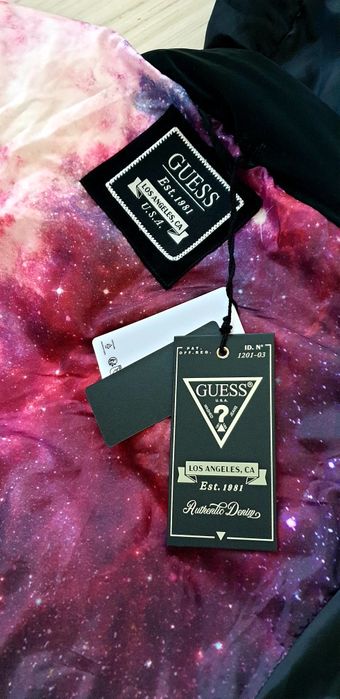 GUESS
Est. 1981
LOS ANGELES, CA
U.S.A.
PAT.
OFF. REG.
ID. Nº
1201-03
GUESS®
U.S.A.
?
LOS ANGELES, CA
Est. 1981
Authentic Denim